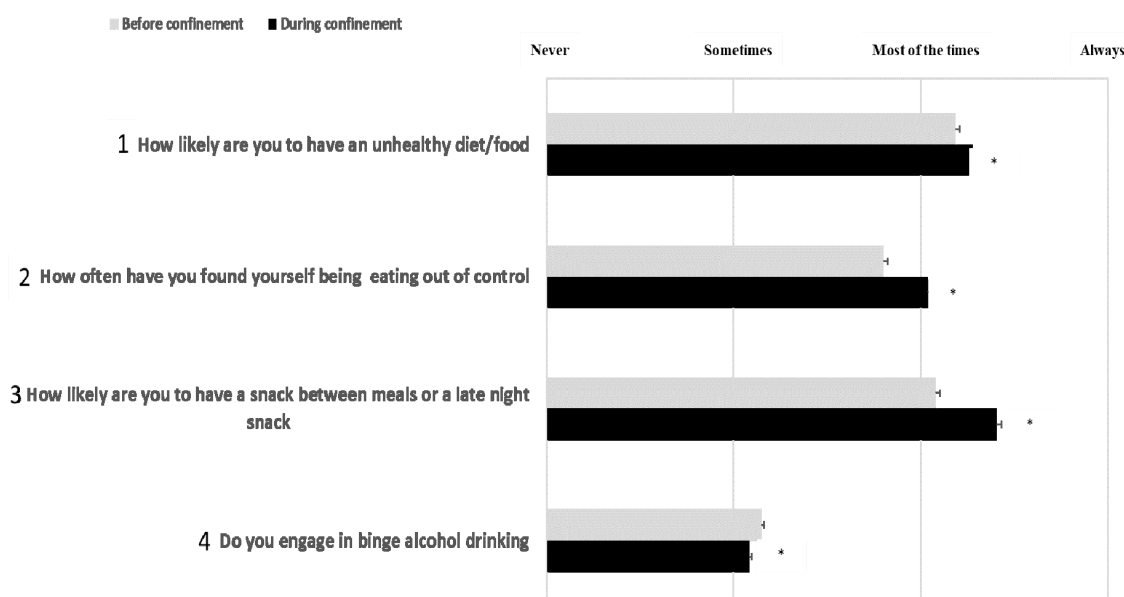 Before confinement During confinement
Never Sometimes Most of the times Always
1 How likely are you to have an unhealthy diet/food
*
2 How often have you found yourself being eating out of control
*
3 How likely are you to have a snack between meals or a late night
snack
*
4 Do you engage in binge alcohol drinking
*